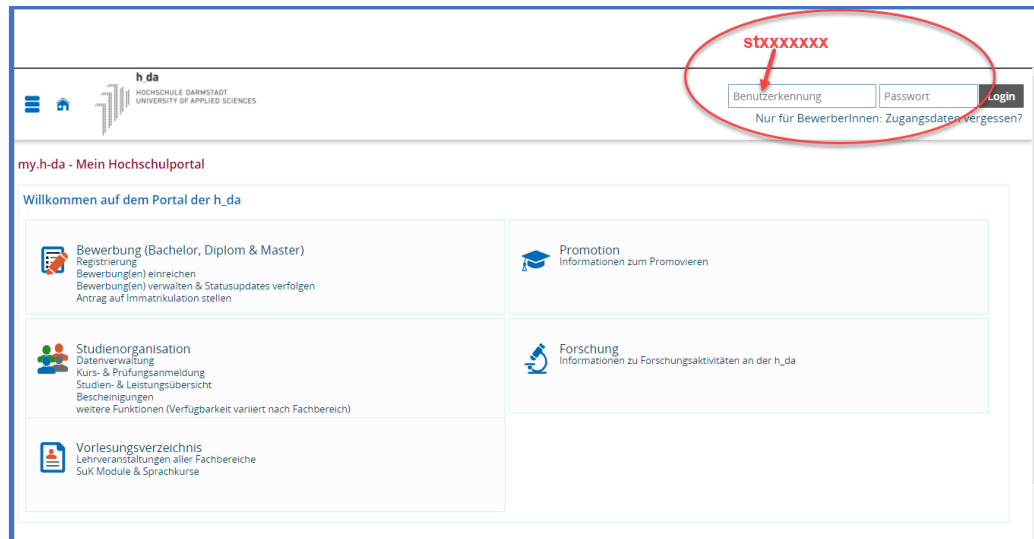 stxxxxxxx
h_da
HOCHSCHULE DARMSTADT
UNIVERSITY OF APPLIED SCIENCES
Benutzerkennung
Passwort
Login
Nur für BewerberInnen: Zugangsdaten vergessen?
my.h-da - Mein Hochschulportal
Willkommen auf dem Portal der h_da
Bewerbung (Bachelor, Diplom & Master)
Registrierung
Bewerbung(en) einreichen
Bewerbung(en) verwalten & Statusupdates verfolgen
Antrag auf Immatrikulation stellen
Promotion
Informationen zum Promovieren
Studienorganisation
Datenverwaltung
Kurs- & Prüfungsanmeldung
Studien- & Leistungsübersicht
Bescheinigungen
weitere Funktionen (Verfügbarkeit variiert nach Fachbereich)
Forschung
Informationen zu Forschungsaktivitäten an der h_da
Vorlesungsverzeichnis
Lehrveranstaltungen aller Fachbereiche
SuK Module & Sprachkurse